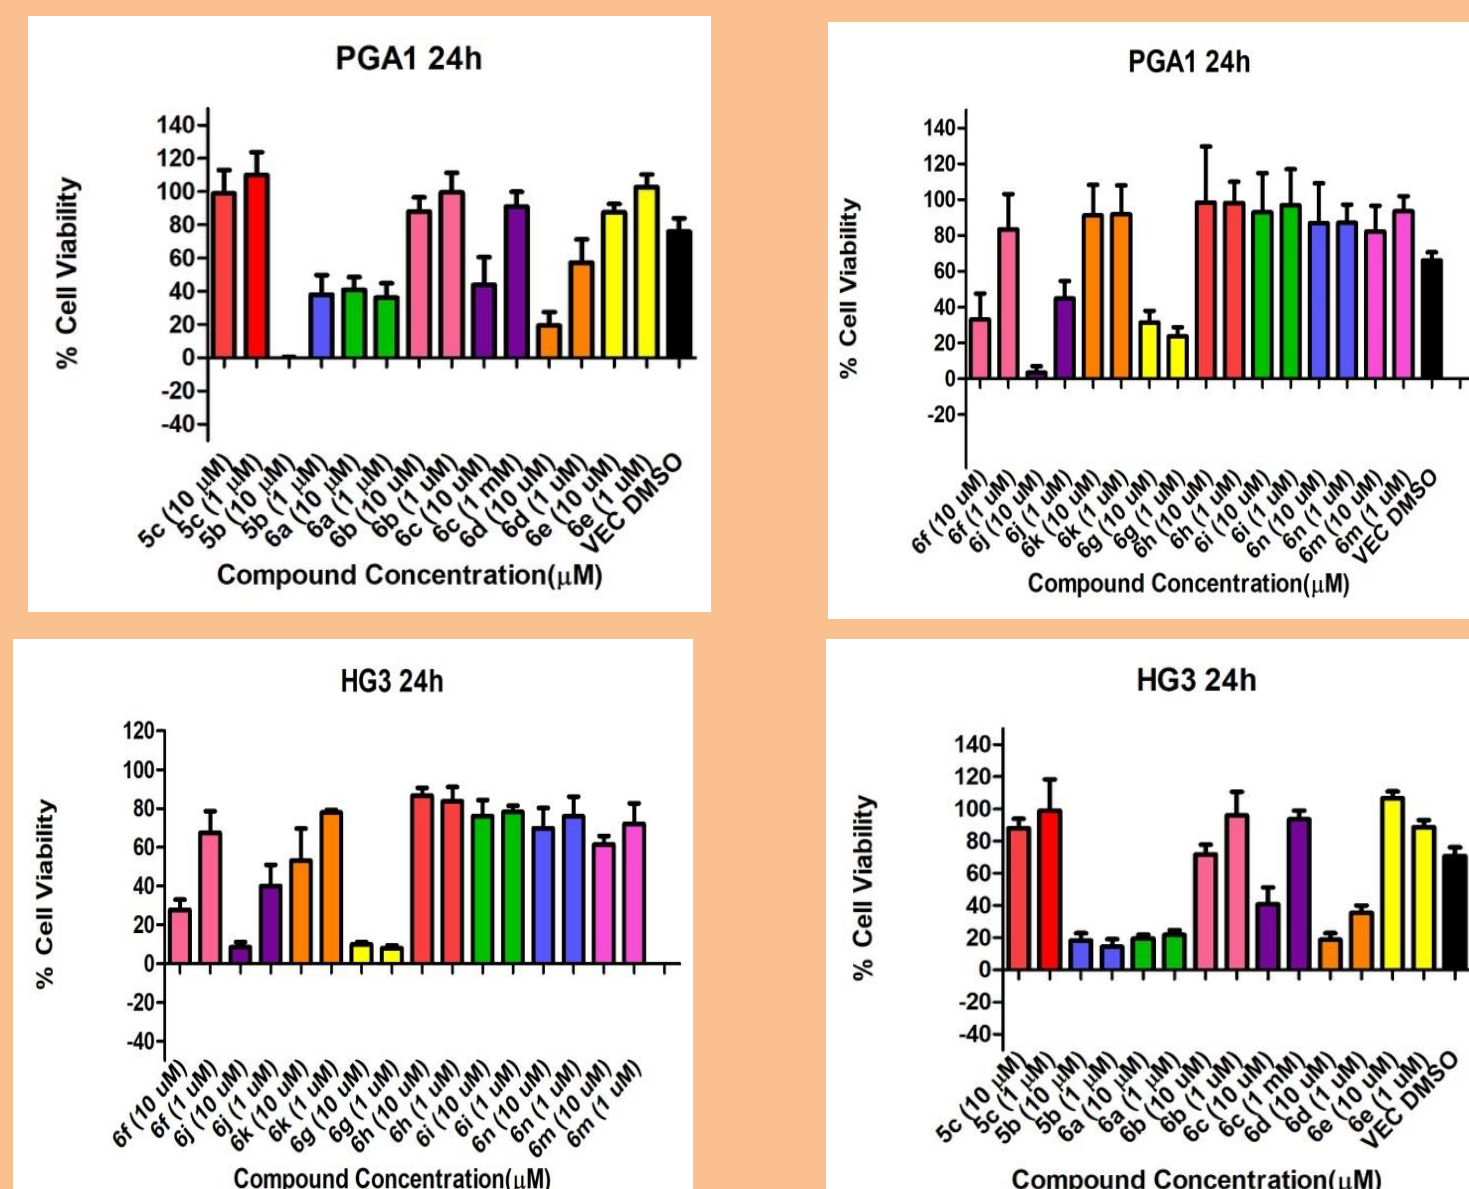 PGA1 24h
140
120
100
80
60
40
20
0
-20
-40
% Cell Viability
5c (10 μM)
5c (1 μM)
5b (10 μM)
5b (1 μM)
6a (10 μM)
6a (1 μM)
6b (10 uM)
6b (1 uM)
6c (10 uM)
6c (1 mM)
6d (10 uM)
6d (1 uM)
6e (10 uM)
6e (1 uM)
VEC DMSO
Compound Concentration(μM)
PGA1 24h
140
120
100
80
60
40
20
0
-20
% Cell Viability
6f (10 uM)
6f (1 uM)
6j (10 uM)
6j (1 uM)
6k (10 uM)
6k (1 uM)
6g (10 uM)
6g (1 uM)
6h (10 uM)
6h (1 uM)
6i (10 uM)
6i (1 uM)
6n (10 uM)
6n (1 uM)
6m (10 uM)
6m (1 uM)
VEC DMSO
Compound Concentration(μM)
HG3 24h
120
100
80
60
40
20
0
-20
-40
% Cell Viability
6f (10 uM)
6f (1 uM)
6j (10 uM)
6j (1 uM)
6k (10 uM)
6k (1 uM)
6g (10 uM)
6g (1 uM)
6h (10 uM)
6h (1 uM)
6i (10 uM)
6i (1 uM)
6n (10 uM)
6n (1 uM)
6m (10 uM)
6m (1 uM)
Compound Concentration(μM)
HG3 24h
140
120
100
80
60
40
20
0
-20
-40
% Cell Viability
5c (10 μM)
5c (1 μM)
5b (10 μM)
5b (1 μM)
6a (10 μM)
6a (1 μM)
6b (10 uM)
6b (1 uM)
6c (10 uM)
6c (1 mM)
6d (10 uM)
6d (1 uM)
6e (10 uM)
6e (1 uM)
VEC DMSO
Compound Concentration(μM)